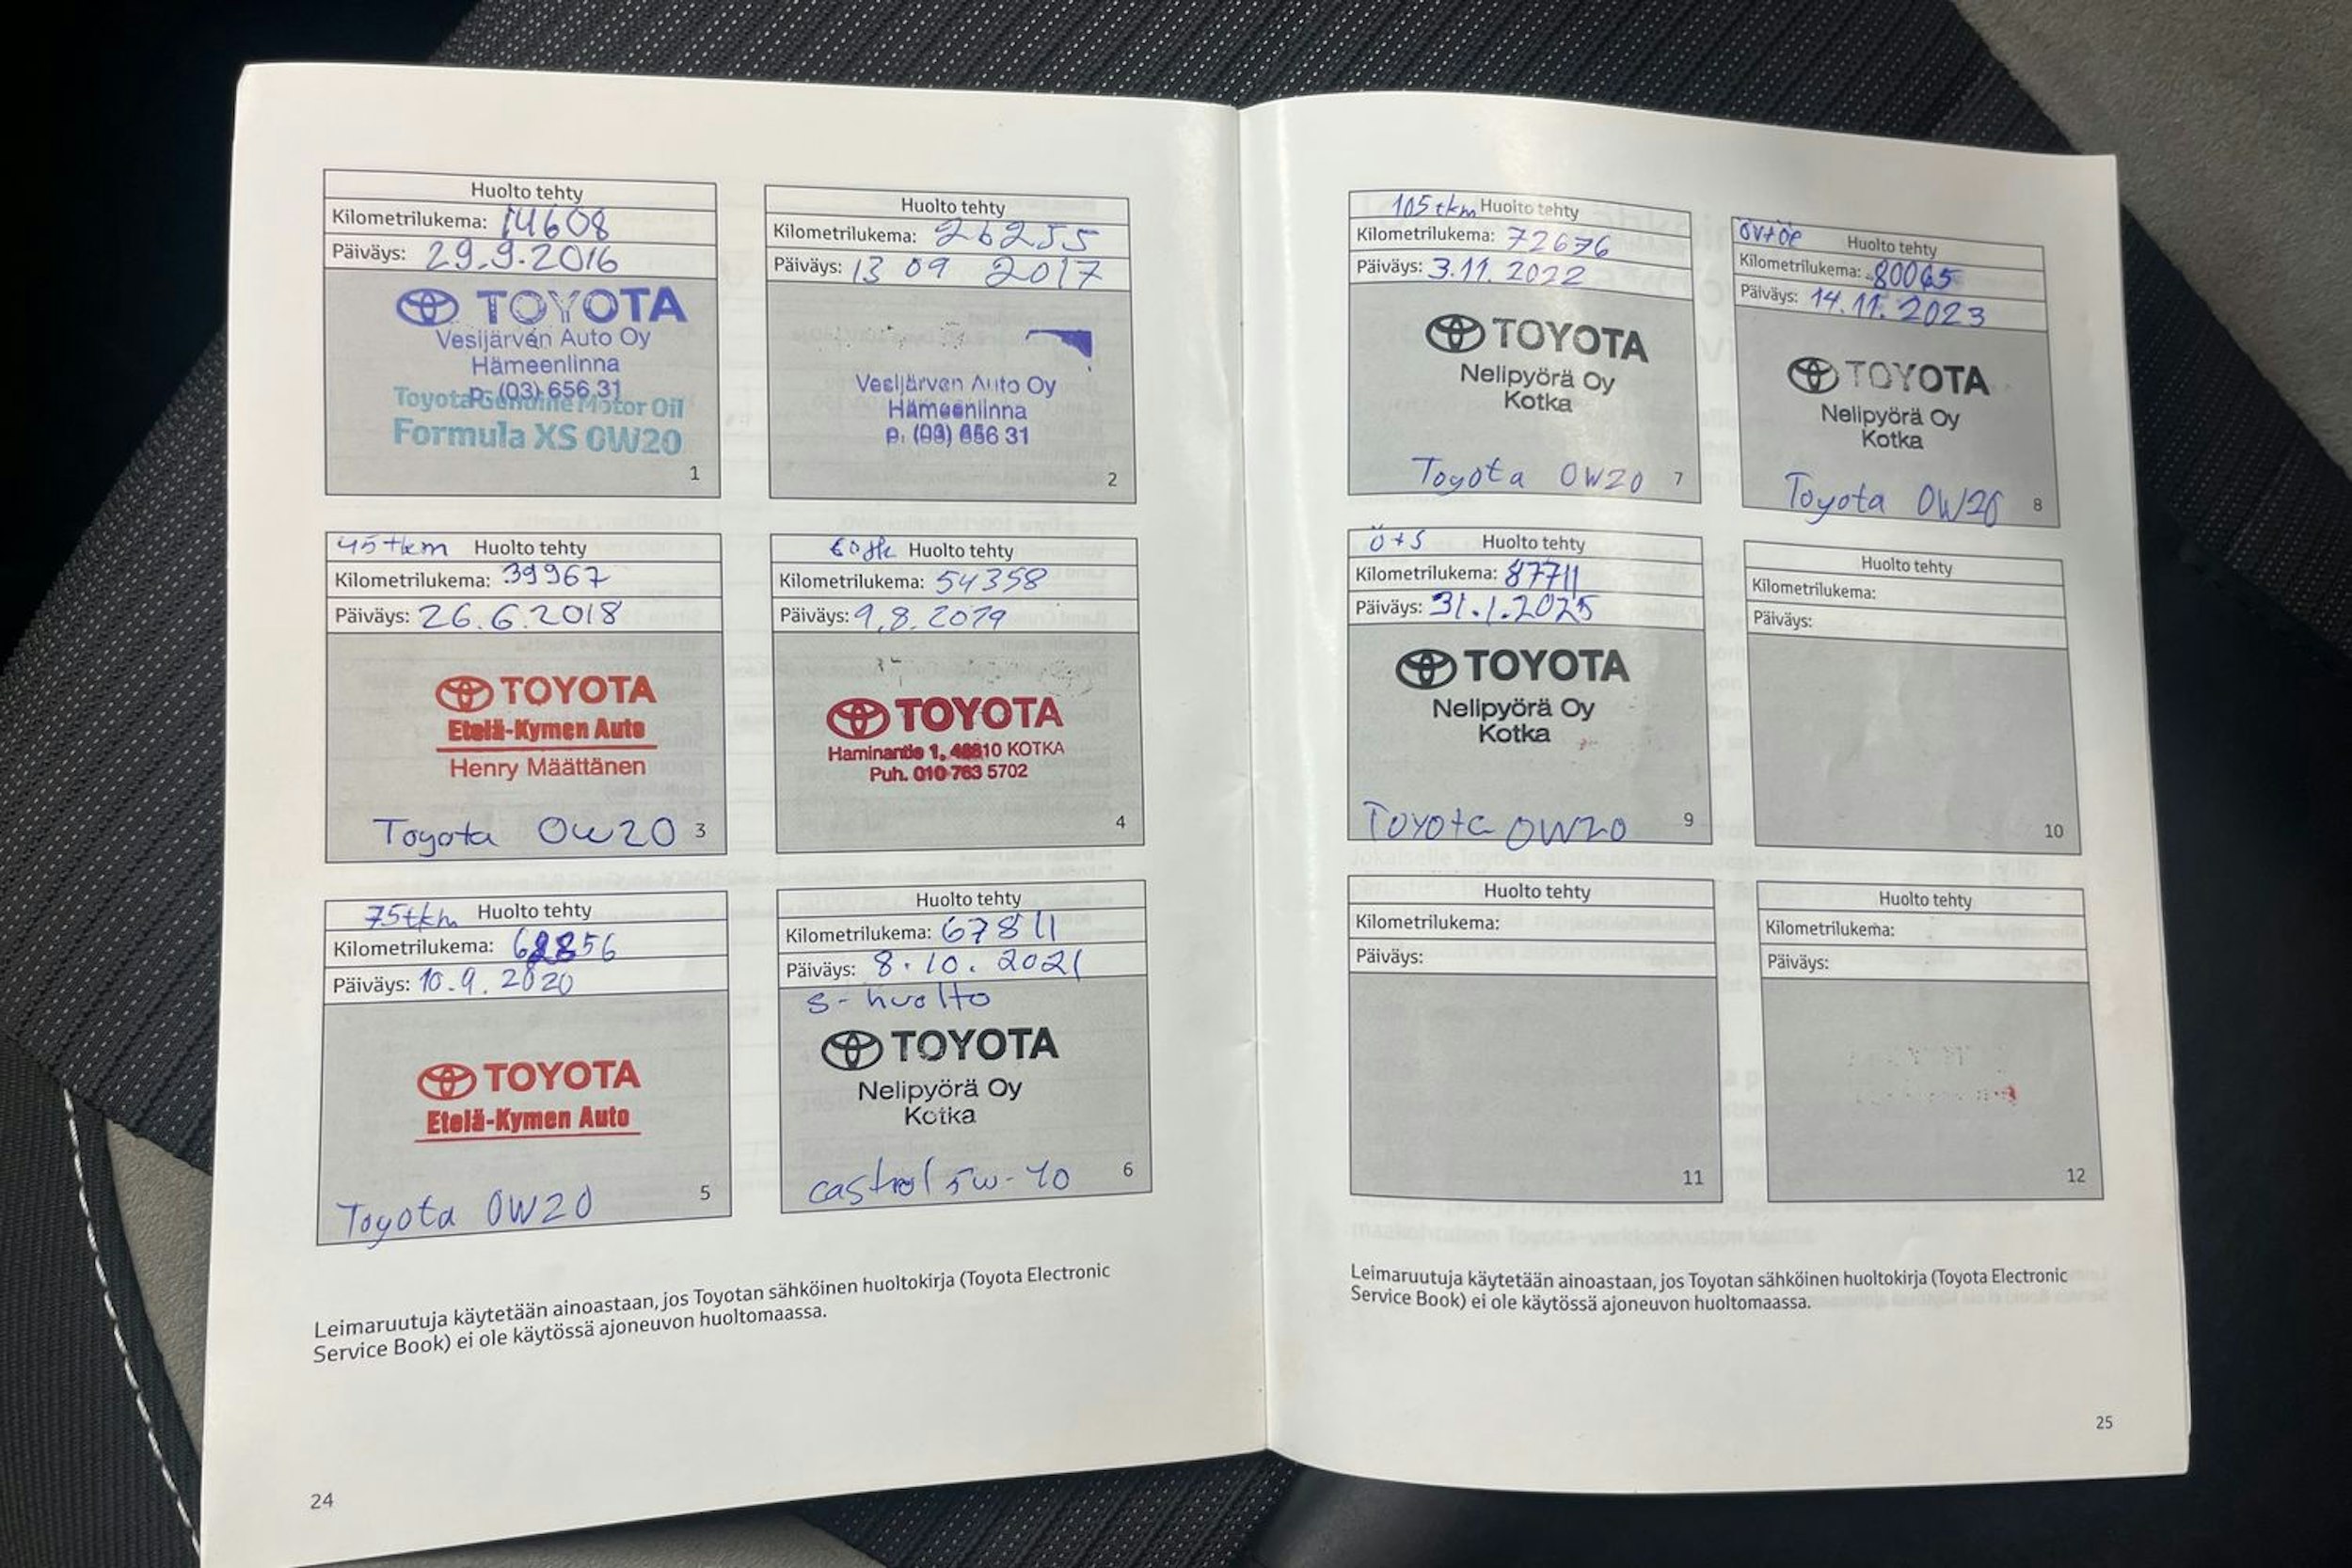 Huolto tehty
Kilometrilukema: 14608
Päiväys: 29.9.2016
TOYOTA
Vesijärven Auto Oy
Hämeenlinna
p. (03) 656 31
Toyota Genuine Motor Oil
Formula XS 0W20
1
Huolto tehty
Kilometrilukema: 26255
Päiväys: 13 09 2017
Vesijärven Auto Oy
Hämeenlinna
p. (03) 656 31
2
45tkm Huolto tehty
Kilometrilukema: 39967
Päiväys: 26.6.2018
TOYOTA
Etelä-Kymen Auto
Henry Määttänen
Toyota 0W20 3
Huolto tehty
Kilometrilukema: 54358
Päiväys: 9.8.2019
TOYOTA
Haminantie 1, 48810 KOTKA
Puh. 010 763 5702
4
75tkm Huolto tehty
Kilometrilukema:
Päiväys: 10.9.2020
TOYOTA
Etelä-Kymen Auto
5
Toyota 0W20
Huolto tehty
Kilometrilukema: 67811
Päiväys: 8.10.2021
s-huolto
TOYOTA
Nelipyörä Oy
Kotka
castrol 5w-40 6
Leimaruutuja käytetään ainoastaan, jos Toyotan sähköinen huoltokirja (Toyota Electronic
Service Book) ei ole käytössä ajoneuvon huoltomaassa.
24
105tkm Huolto tehty
Kilometrilukema: 72676
Päiväys: 3.11.2022
TOYOTA
Nelipyörä Oy
Kotka
Toyota 0W20 7
Huolto tehty
Kilometrilukema: 80065
Päiväys: 14.11.2023
TOYOTA
Nelipyörä Oy
Kotka
Toyota 0W20 8
Ö+S Huolto tehty
Kilometrilukema: 87711
Päiväys: 31.1.2025
TOYOTA
Nelipyörä Oy
Kotka
Toyota 0W20 9
Huolto tehty
Kilometrilukema:
Päiväys:
10
Huolto tehty
Kilometrilukema:
Päiväys:
11
Huolto tehty
Kilometrilukema:
Päiväys:
12
Leimaruutuja käytetään ainoastaan, jos Toyotan sähköinen huoltokirja (Toyota Electronic
Service Book) ei ole käytössä ajoneuvon huoltomaassa.
25